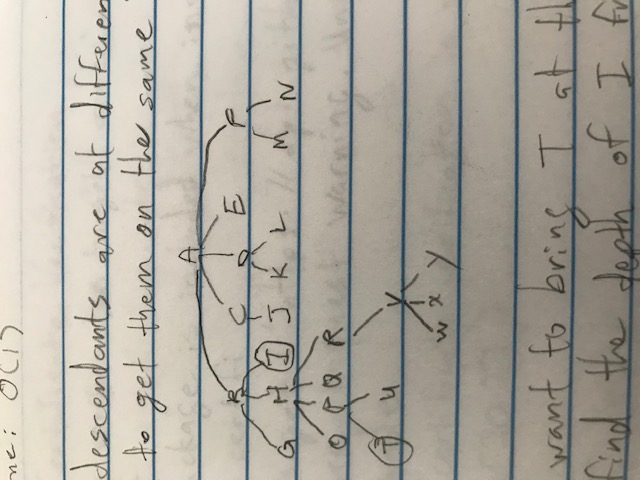 me: O(1)
descendants are at differen
to get them on the same
A
B C D E F
G H I J K L M N
O P Q R
T U V
W X Y
want to bring T at th
find the depth of I fr